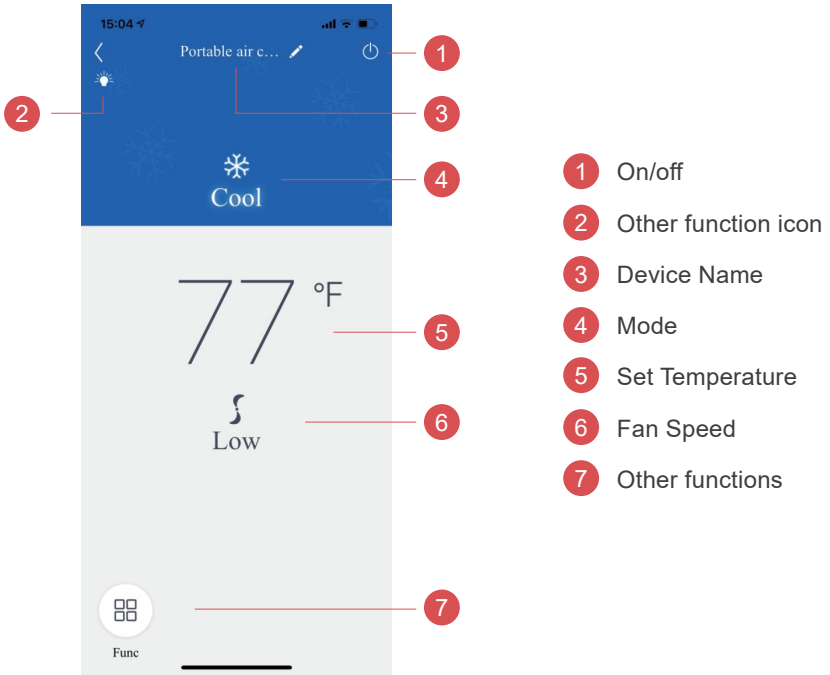 15:04
Portable air c...
1
2
3
Cool
4
77 °F
5
Low
6
7
Func
1 On/off
2 Other function icon
3 Device Name
4 Mode
5 Set Temperature
6 Fan Speed
7 Other functions